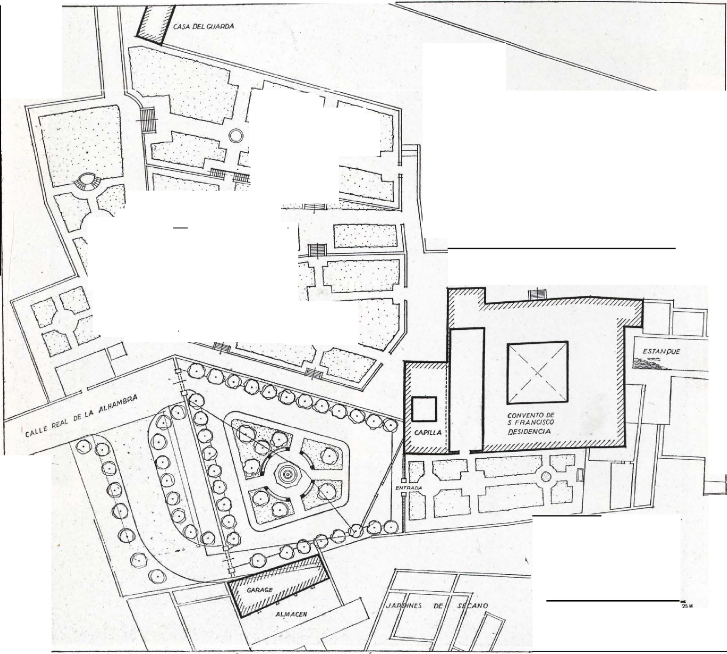 CASA DEL GUARDA
ESTANQUE
CALLE REAL DE LA ALHAMBRA
CAPILLA
CONVENTO DE
S FRANCISCO
RESIDENCIA
ENTRADA
GARAGE
ALMACEN
JARDINES DE SECANO
25 M